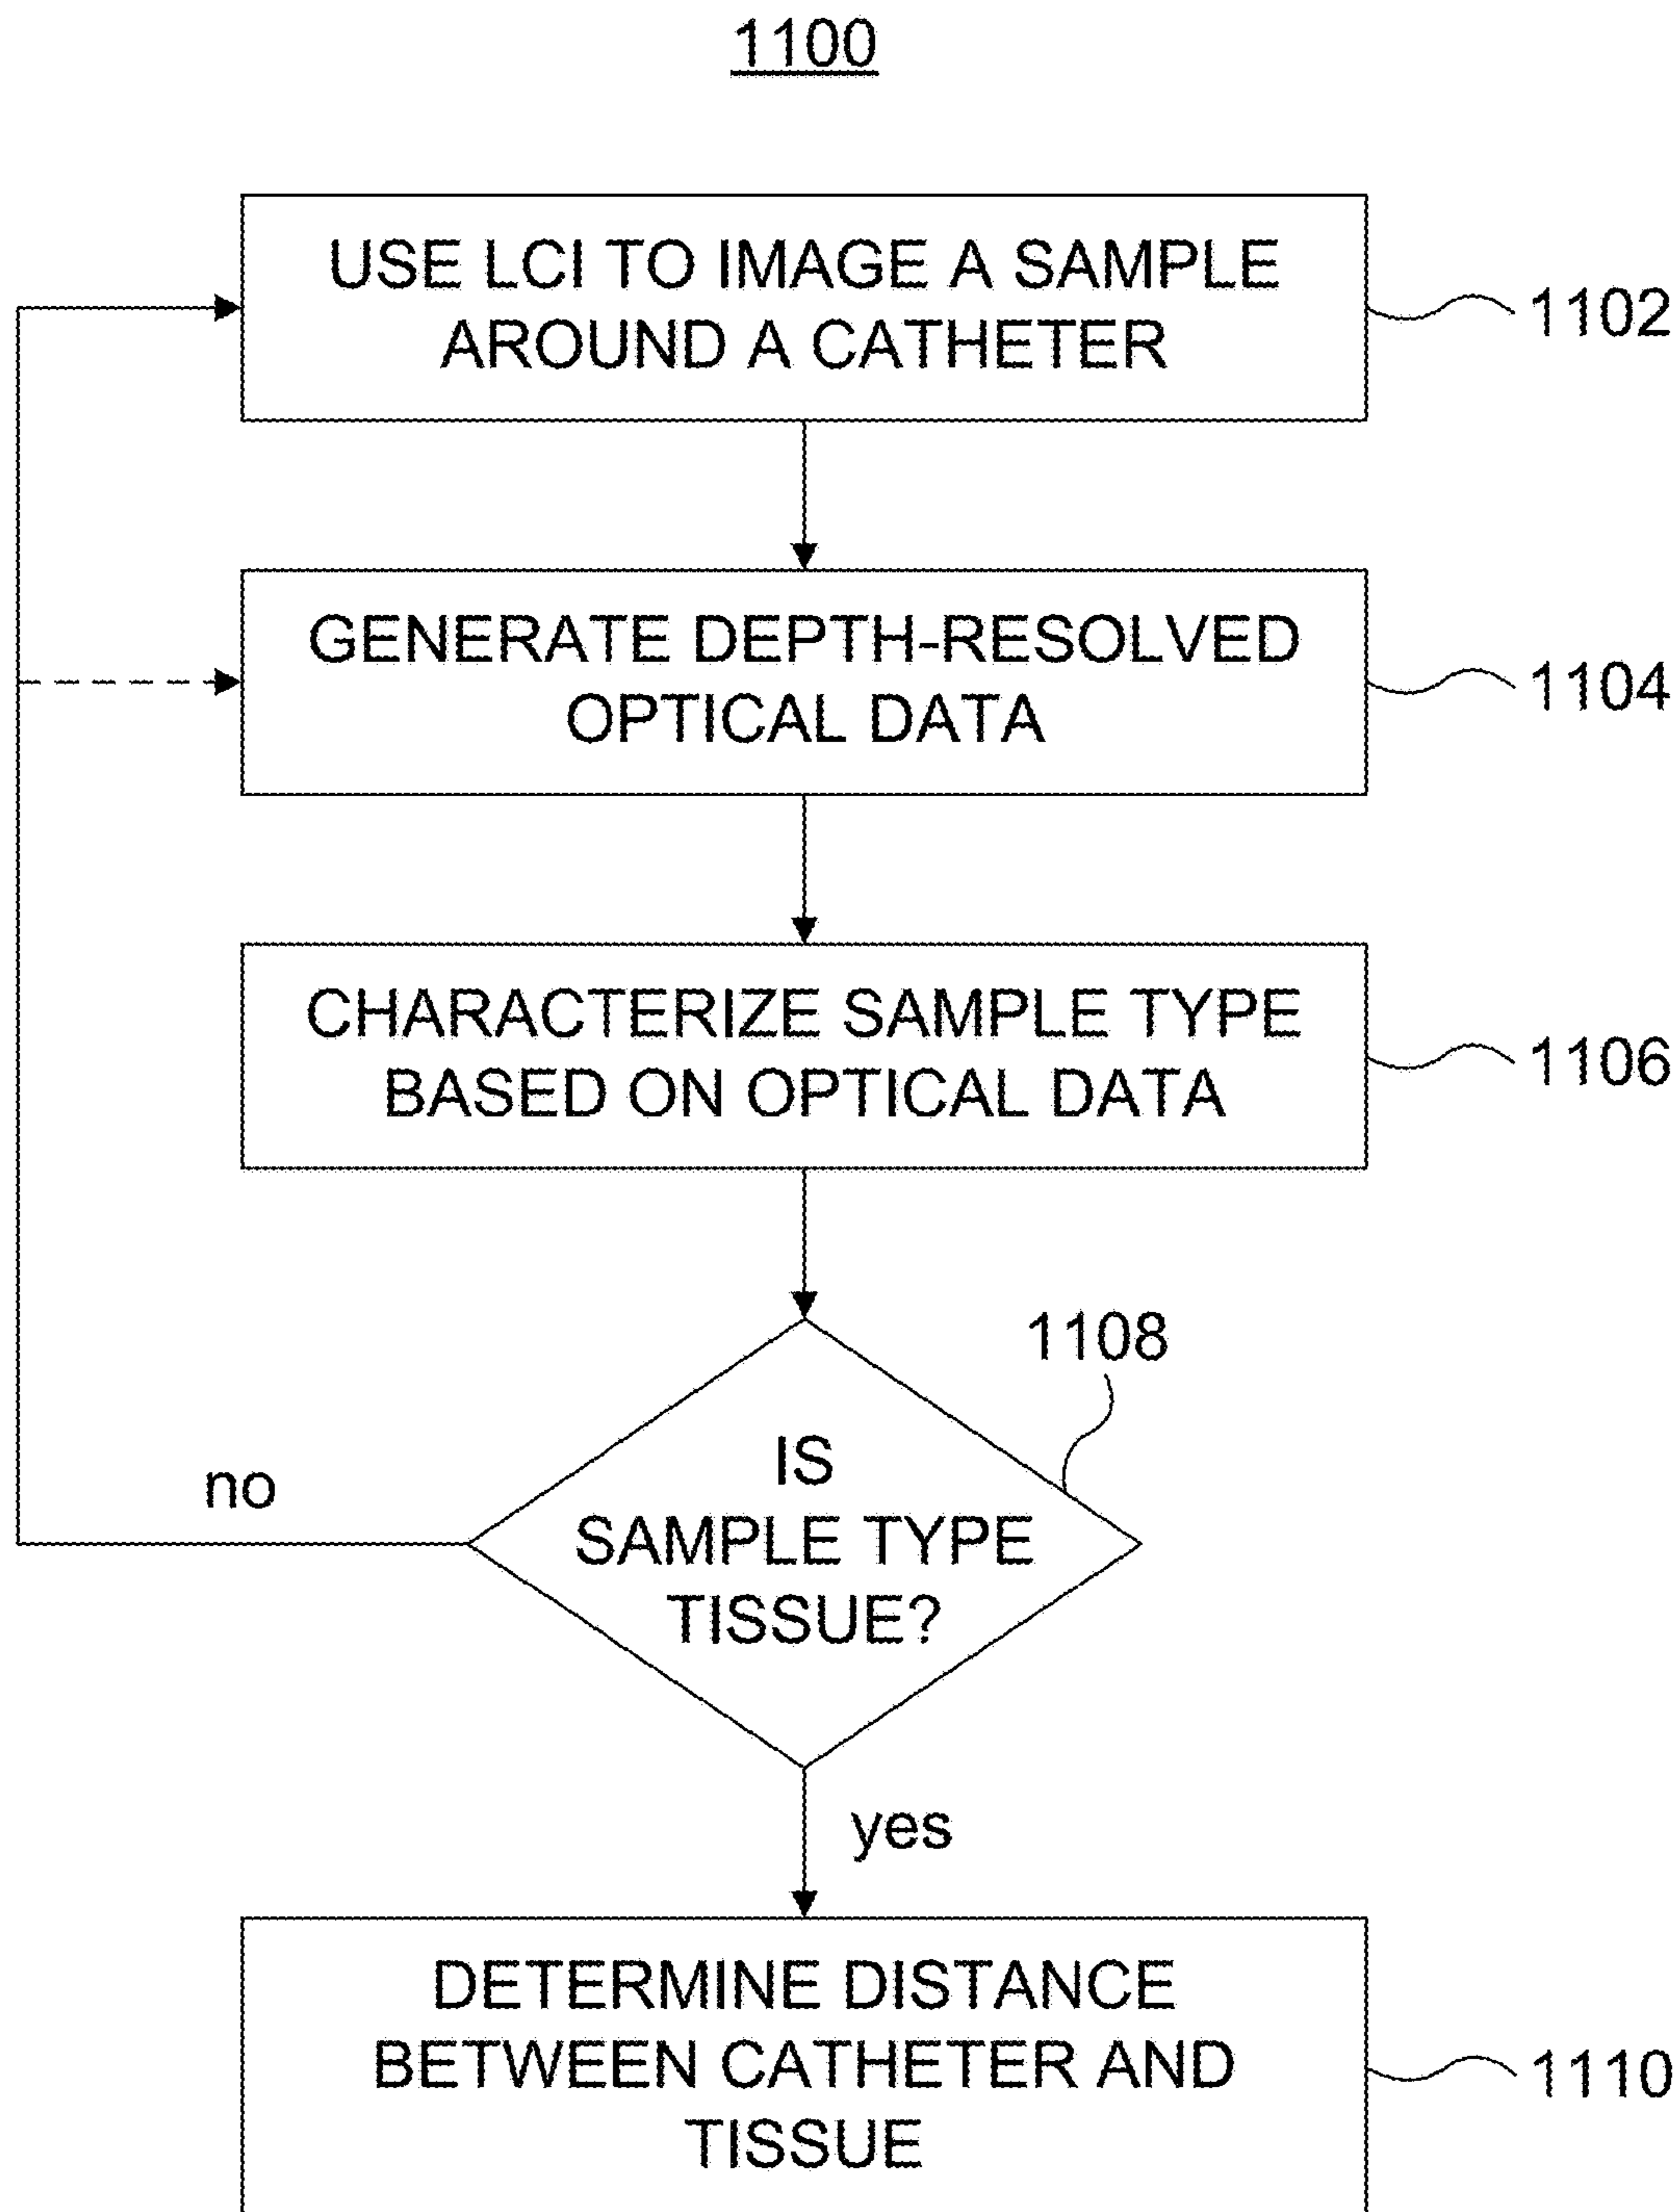 1100
USE LCI TO IMAGE A SAMPLE
AROUND A CATHETER
1102
GENERATE DEPTH-RESOLVED
OPTICAL DATA
1104
CHARACTERIZE SAMPLE TYPE
BASED ON OPTICAL DATA
1106
1108
IS
SAMPLE TYPE
TISSUE?
no
yes
DETERMINE DISTANCE
BETWEEN CATHETER AND
TISSUE
1110